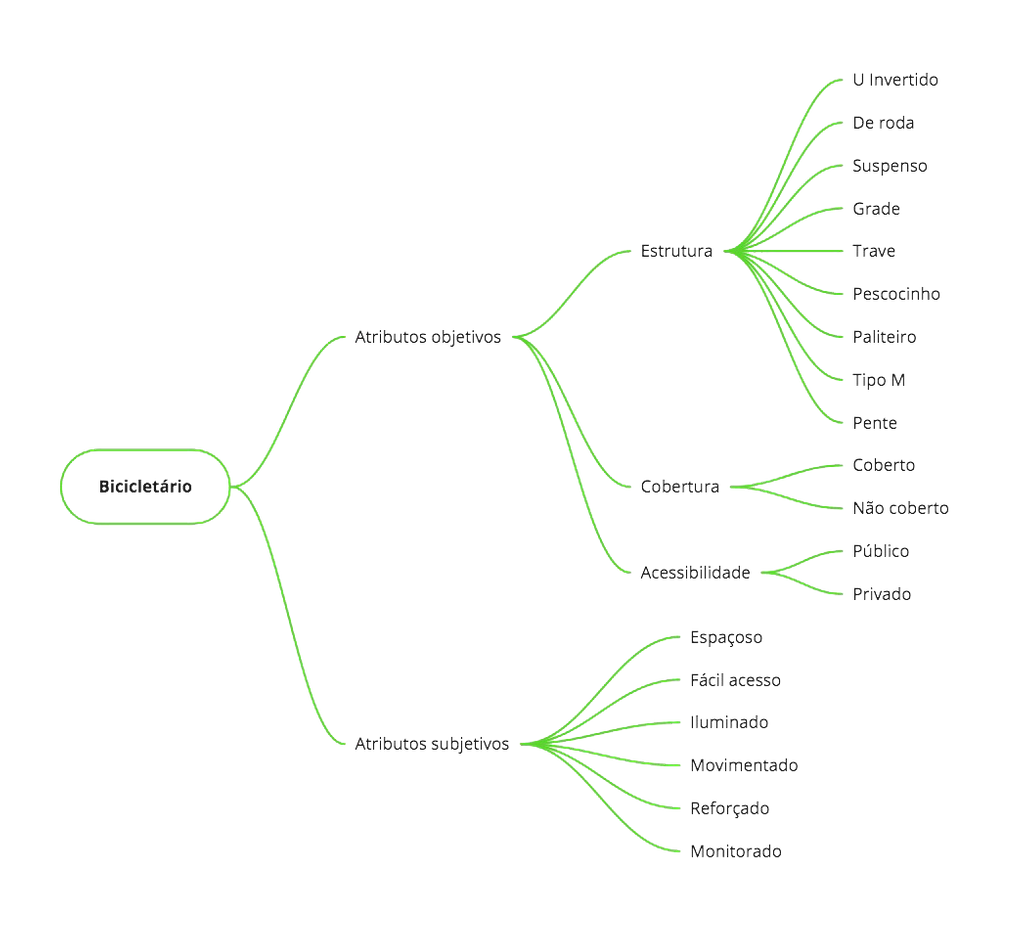 Bicicletário
Atributos objetivos
Estrutura
U Invertido
De roda
Suspenso
Grade
Trave
Pescocinho
Paliteiro
Tipo M
Pente
Cobertura
Coberto
Não coberto
Acessibilidade
Público
Privado
Atributos subjetivos
Espaçoso
Fácil acesso
Iluminado
Movimentado
Reforçado
Monitorado